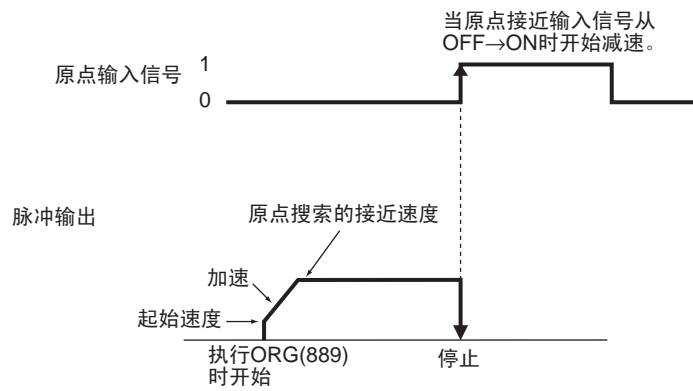 当原点接近输入信号从
OFF→ON时开始减速。
原点输入信号
1
0
脉冲输出
原点搜索的接近速度
加速
起始速度
执行ORG(889)
时开始
停止